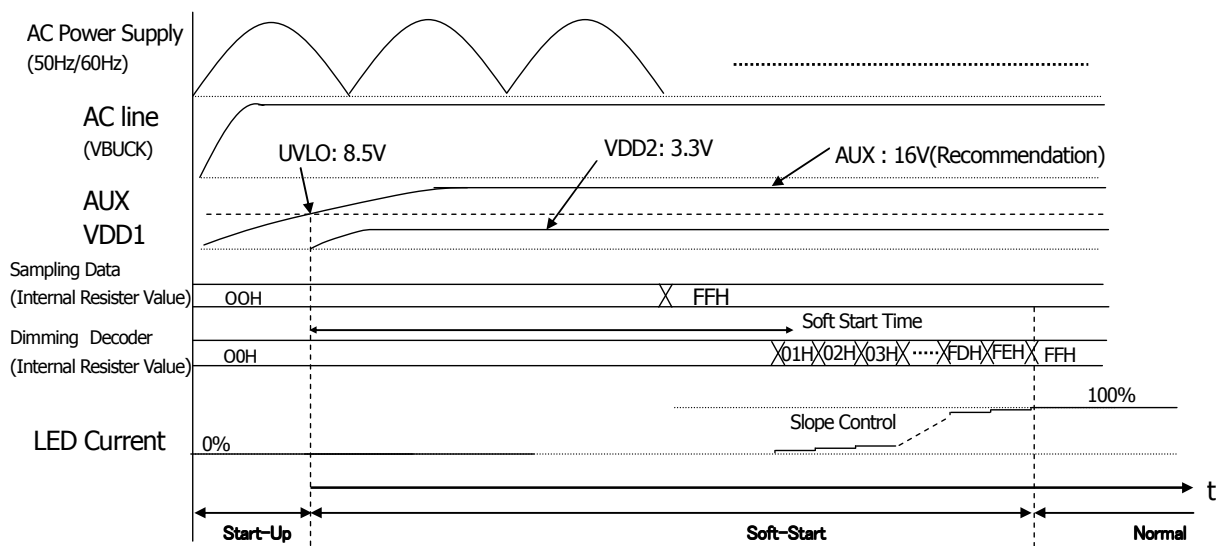 AC Power Supply
(50Hz/60Hz)
AC line
(VBUCK)
UVLO: 8.5V
VDD2: 3.3V
AUX : 16V(Recommendation)
AUX
VDD1
Sampling Data
(Internal Resister Value)
OOH
FFH
Soft Start Time
Dimming Decoder
(Internal Resister Value)
O0H
01H
02H
03H
FDH
FEH
FFH
100%
Slope Control
LED Current
0%
t
Start-Up
Soft-Start
Normal